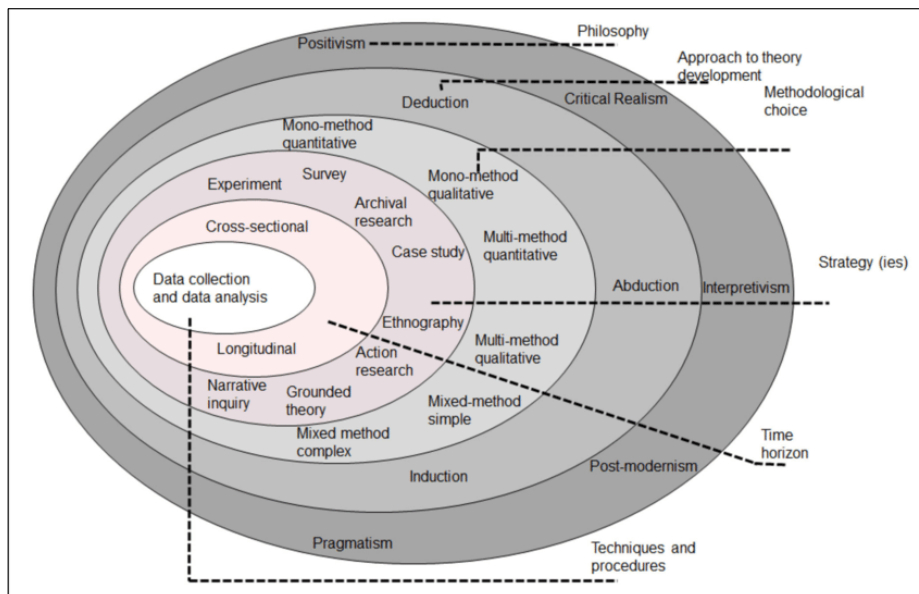 Philosophy
Positivism
Approach to theory
development
Critical Realism
Methodological
choice
Deduction
Mono-method
quantitative
Mono-method
qualitative
Survey
Experiment
Archival
research
Cross-sectional
Case study
Multi-method
quantitative
Strategy (ies)
Data collection
and data analysis
Abduction
Interpretivism
Ethnography
Longitudinal
Action
research
Multi-method
qualitative
Narrative
inquiry
Grounded
theory
Mixed-method
simple
Mixed method
complex
Time
horizon
Post-modernism
Induction
Pragmatism
Techniques and
procedures